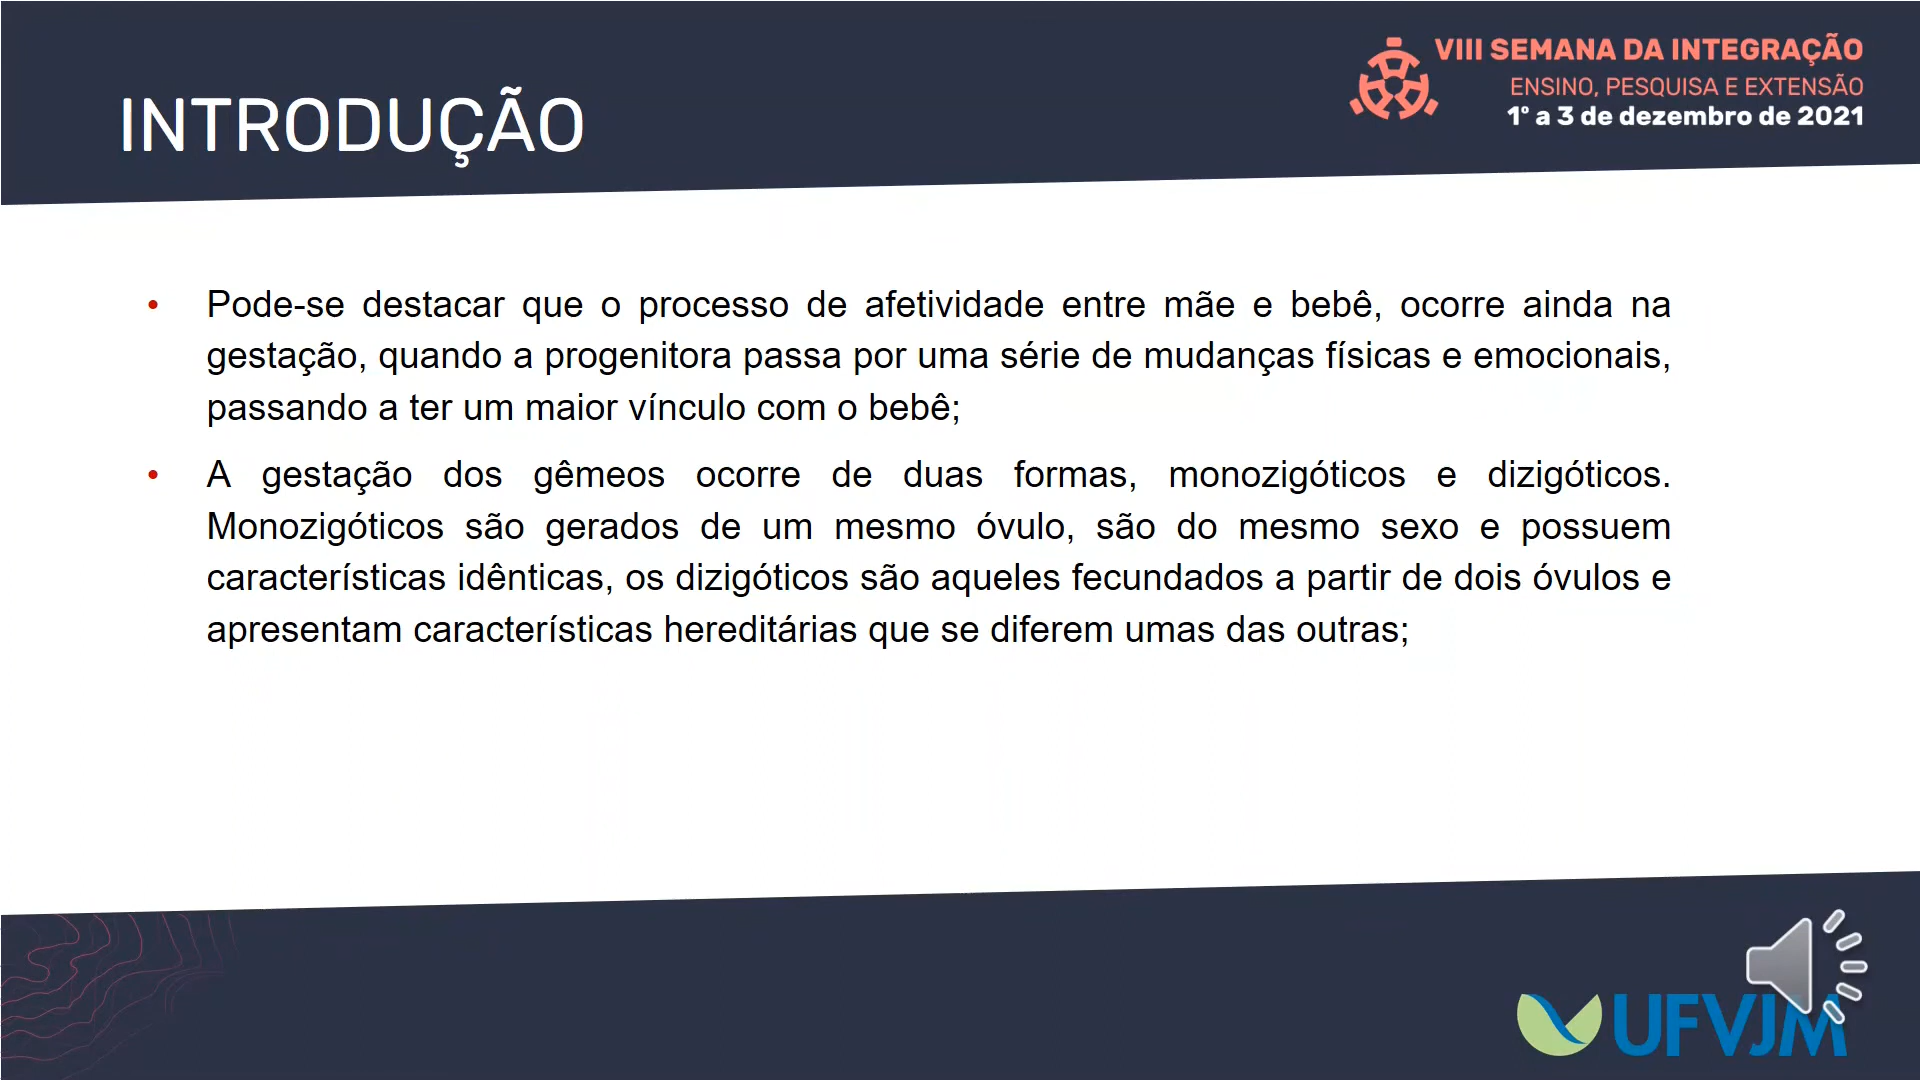 INTRODUÇÃO
VIII SEMANA DA INTEGRAÇÃO
ENSINO, PESQUISA E EXTENSÃO
1º a 3 de dezembro de 2021
• Pode-se destacar que o processo de afetividade entre mãe e bebê, ocorre ainda na
gestação, quando a progenitora passa por uma série de mudanças físicas e emocionais,
passando a ter um maior vínculo com o bebê;
• A gestação dos gêmeos ocorre de duas formas, monozigóticos e dizigóticos.
Monozigóticos são gerados de um mesmo óvulo, são do mesmo sexo e possuem
características idênticas, os dizigóticos são aqueles fecundados a partir de dois óvulos e
apresentam características hereditárias que se diferem umas das outras;
UFVJM